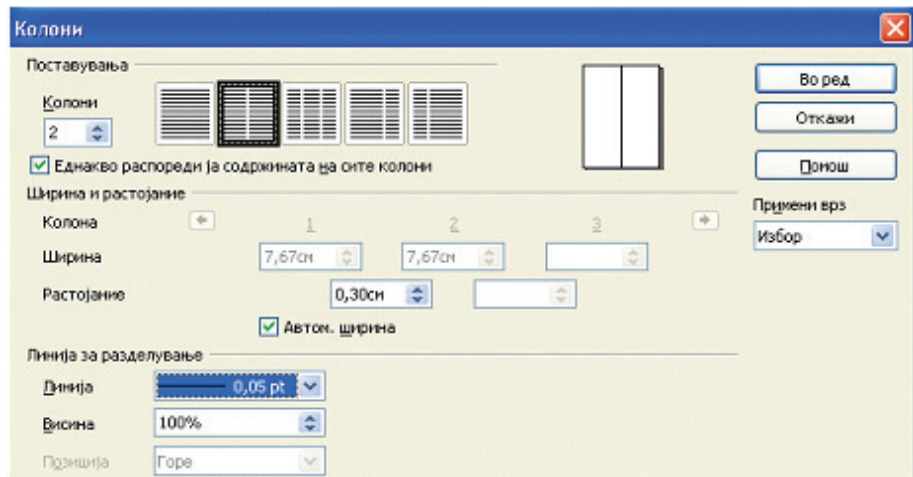 Колони
Поставувања
Колони
2
Еднакво распореди ја содржината на сите колони
Во ред
Откажи
Помош
Примени врз
Избор
Ширина и растојание
Колона 1 2 3
Ширина 7,67см 7,67см
Растојание 0,30см
Автом. ширина
Линија за разделување
Линија 0,05 pt
Висина 100%
Позиција Горе